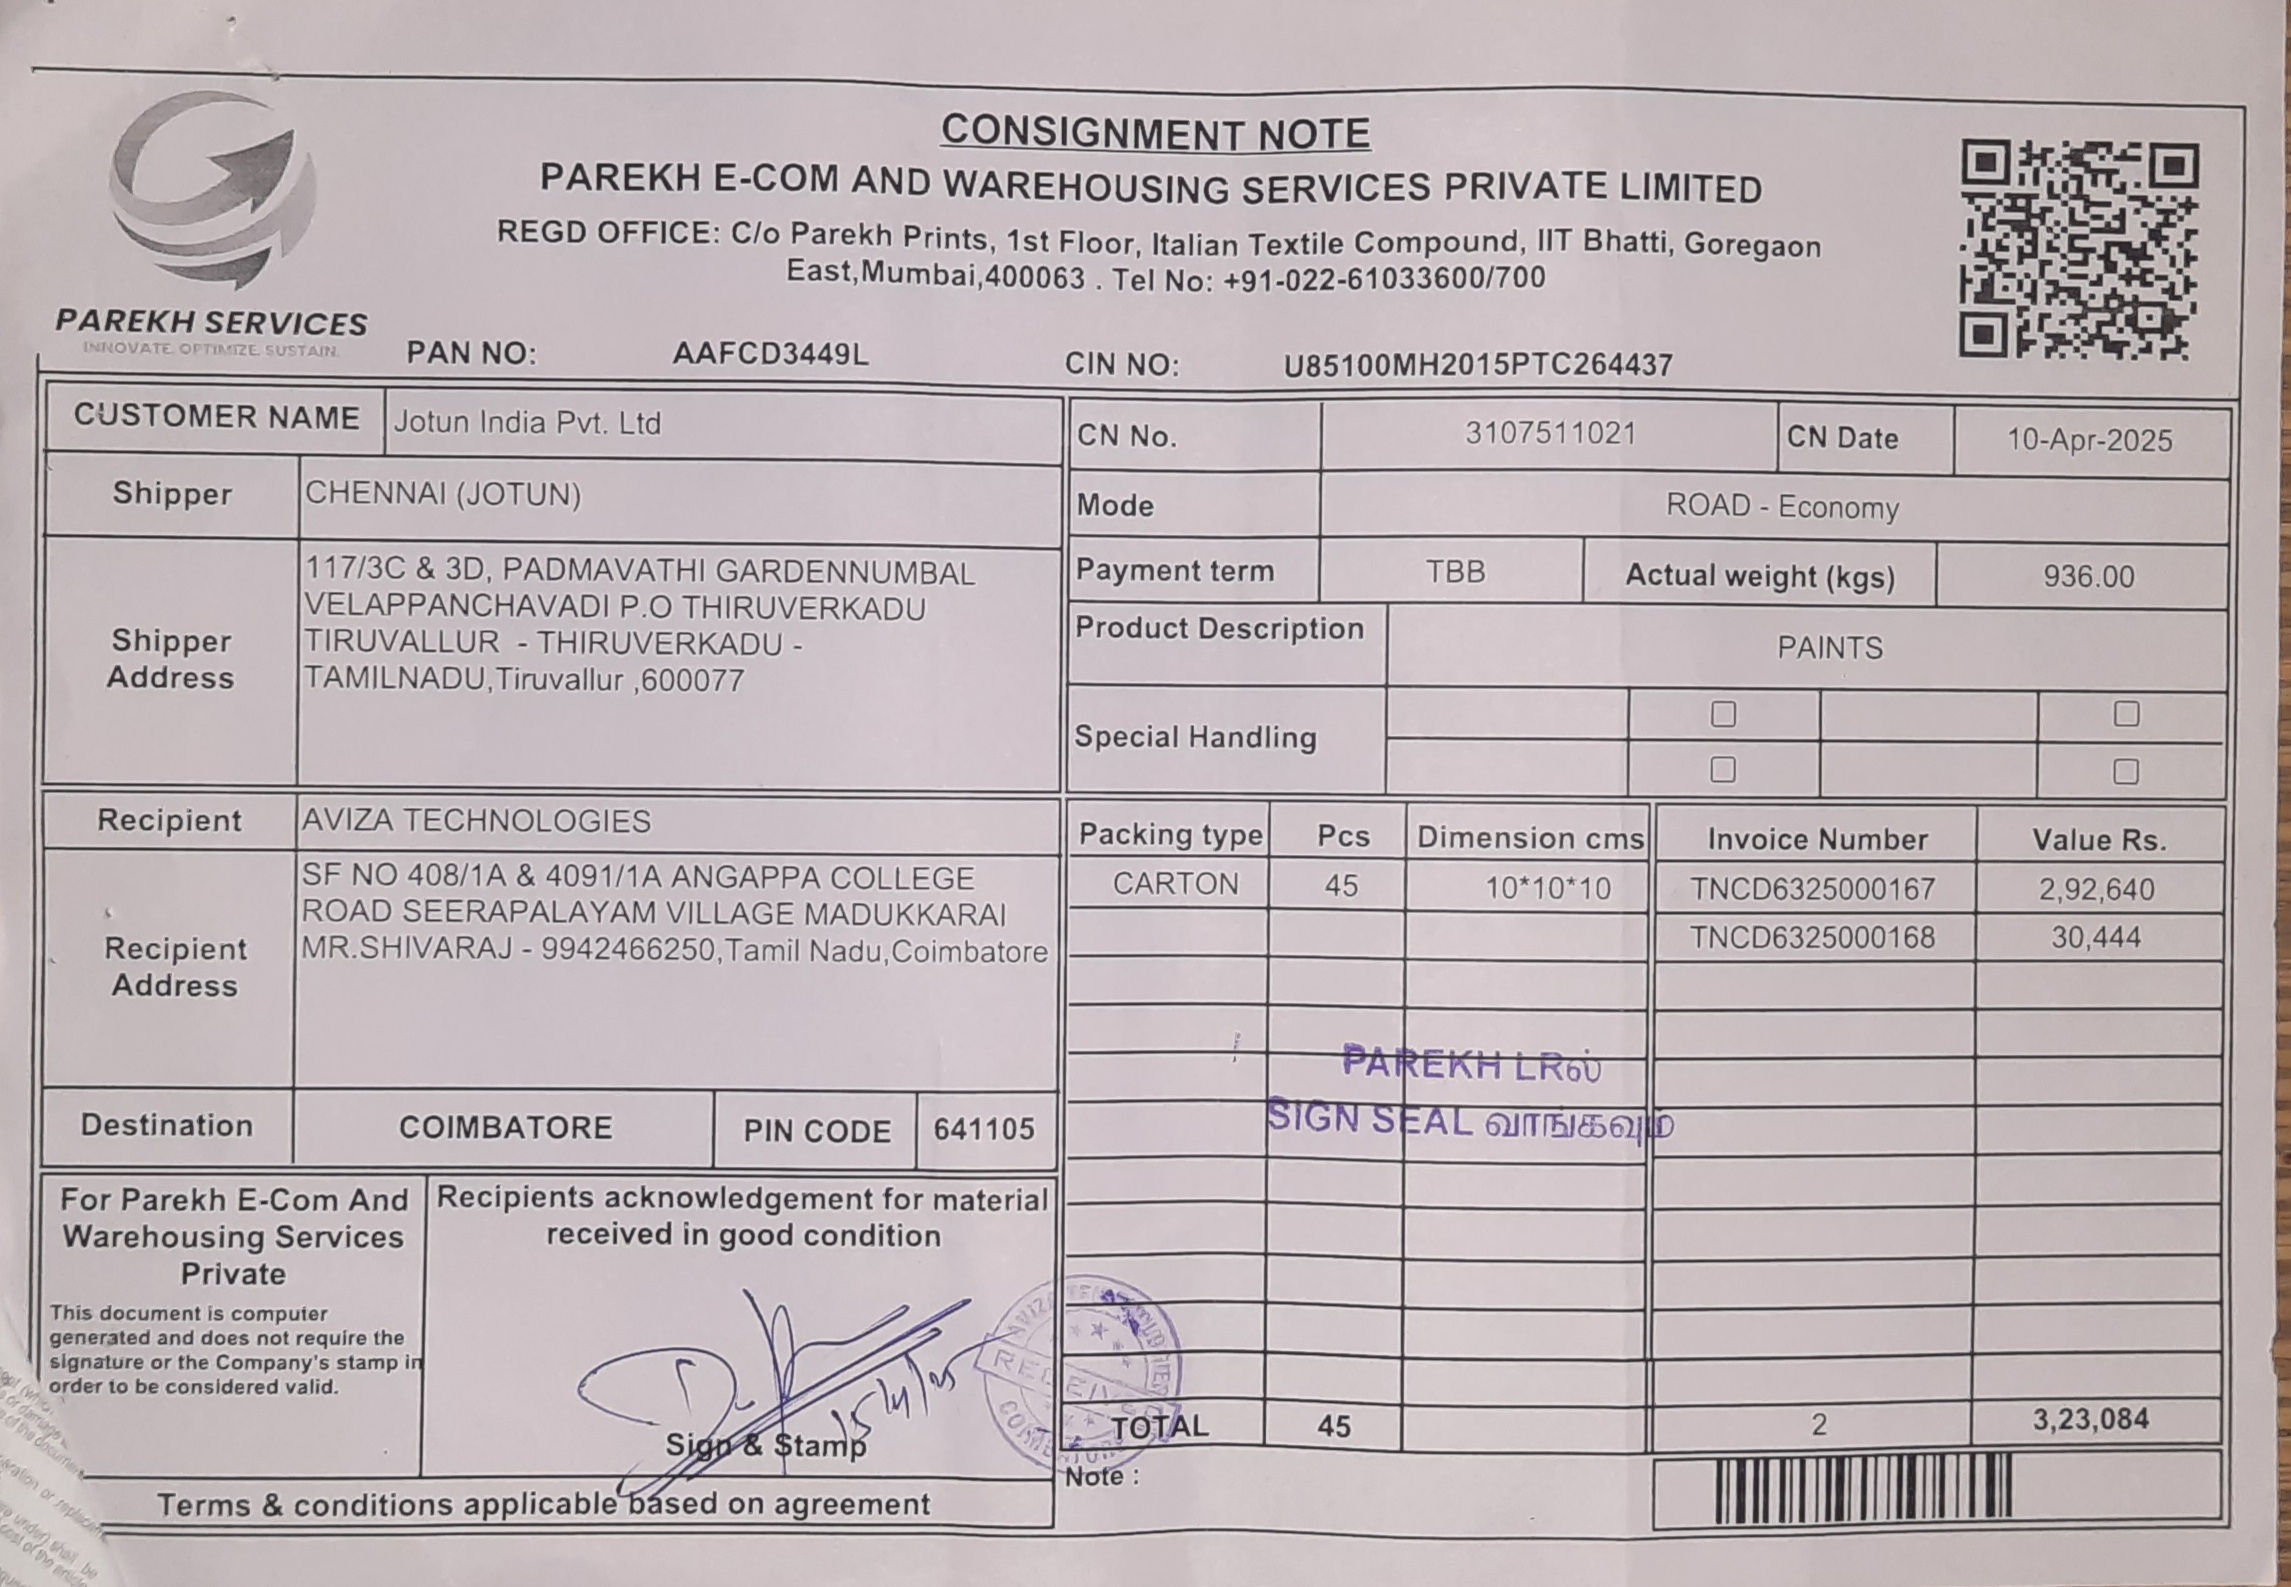 CONSIGNMENT NOTE
PAREKH E-COM AND WAREHOUSING SERVICES PRIVATE LIMITED
REGD OFFICE: C/o Parekh Prints, 1st Floor, Italian Textile Compound, IIT Bhatti, Goregaon
East,Mumbai,400063 . Tel No: +91-022-61033600/700
PAREKH SERVICES
INNOVATE. OPTIMIZE. SUSTAIN.
PAN NO: AAFCD3449L CIN NO: U85100MH2015PTC264437
CUSTOMER NAME Jotun India Pvt. Ltd
Shipper CHENNAI (JOTUN)
Shipper Address
117/3C & 3D, PADMAVATHI GARDENNUMBAL
VELAPPANCHAVADI P.O THIRUVERKADU
TIRUVALLUR - THIRUVERKADU -
TAMILNADU,Tiruvallur ,600077
Recipient AVIZA TECHNOLOGIES
Recipient Address
SF NO 408/1A & 4091/1A ANGAPPA COLLEGE
ROAD SEERAPALAYAM VILLAGE MADUKKARAI
MR.SHIVARAJ - 9942466250,Tamil Nadu,Coimbatore
Destination COIMBATORE PIN CODE 641105
For Parekh E-Com And
Warehousing Services
Private
This document is computer
generated and does not require the
signature or the Company's stamp in
order to be considered valid.
Recipients acknowledgement for material
received in good condition
15/4/25
Sign & Stamp
Terms & conditions applicable based on agreement
CN No. 3107511021 CN Date 10-Apr-2025
Mode ROAD - Economy
Payment term TBB Actual weight (kgs) 936.00
Product Description PAINTS
Special Handling
Packing type Pcs Dimension cms Invoice Number Value Rs.
CARTON 45 10*10*10 TNCD6325000167 2,92,640
TNCD6325000168 30,444
PAREKH LRல்
SIGN SEAL வாங்கவும்
TOTAL 45 2 3,23,084
Note :